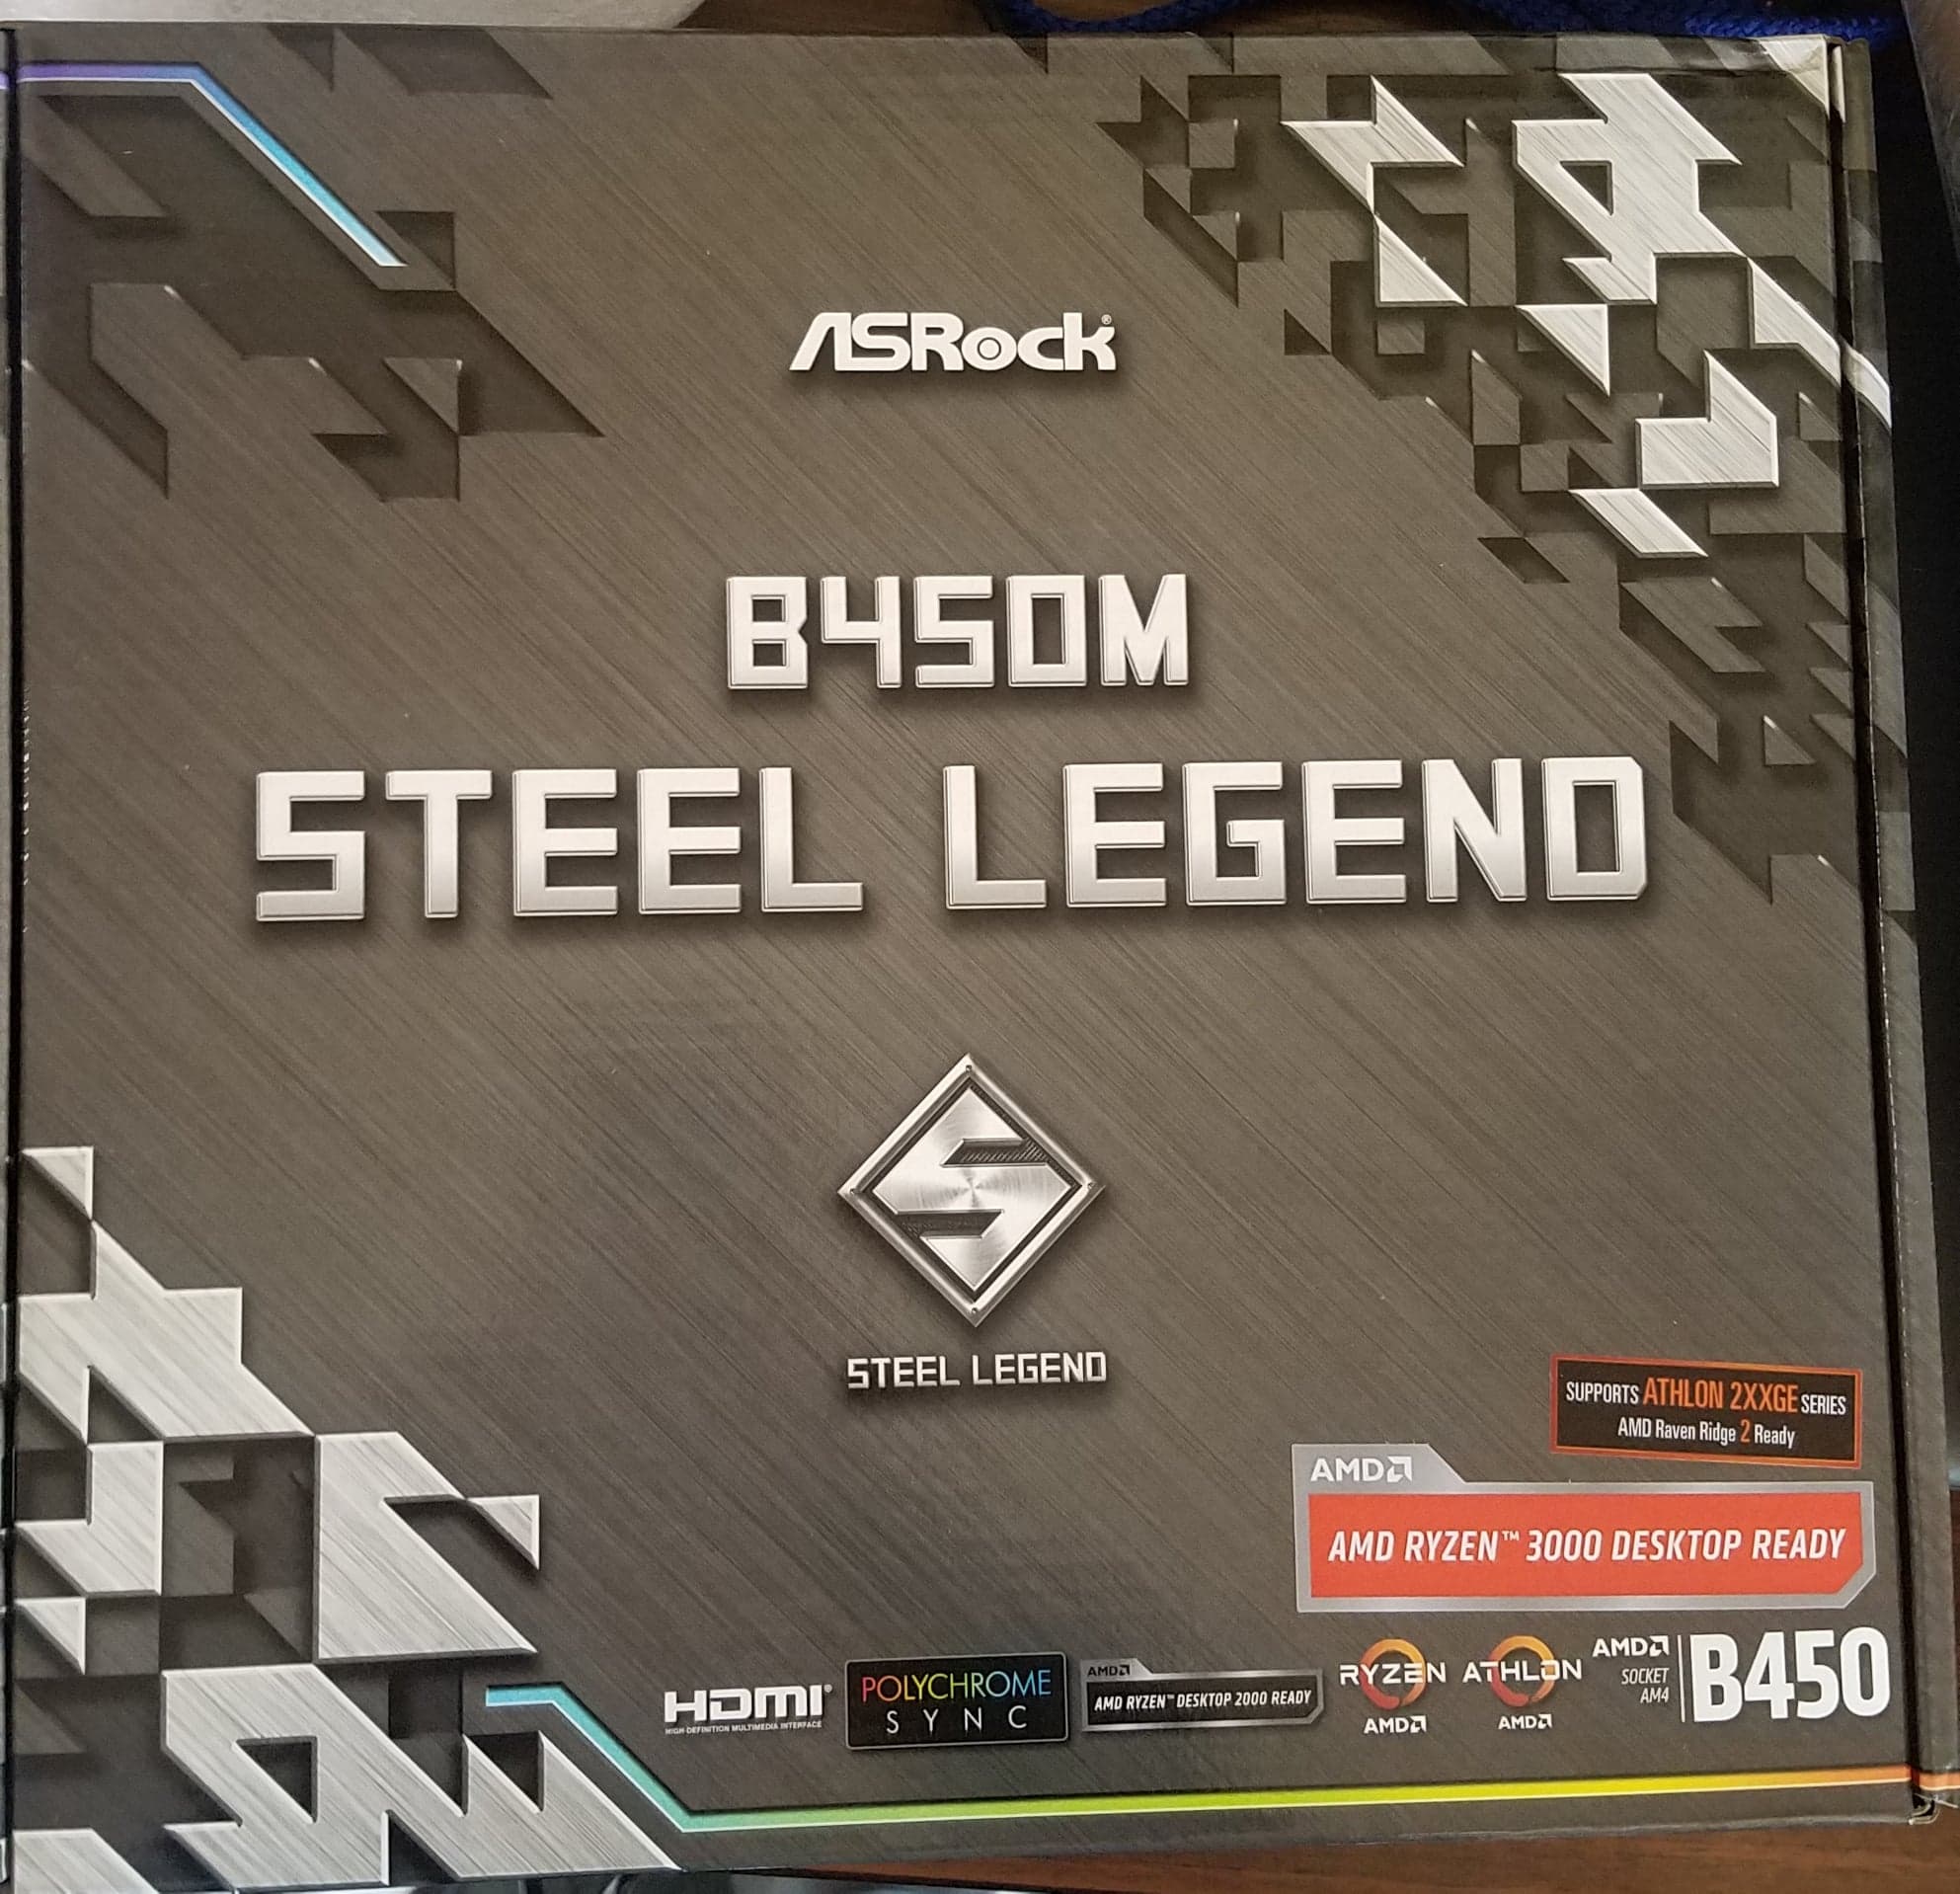 ASRock®
B450M
STEEL LEGEND
STEEL LEGEND
SUPPORTS ATHLON 2XXGE SERIES
AMD Raven Ridge 2 Ready
AMD
AMD RYZEN™ 3000 DESKTOP READY
HDMI®
HIGH-DEFINITION MULTIMEDIA INTERFACE
POLYCHROME
SYNC
AMD
AMD RYZEN™ DESKTOP 2000 READY
RYZEN
AMD
ATHLON
AMD
AMD
SOCKET
AM4
B450